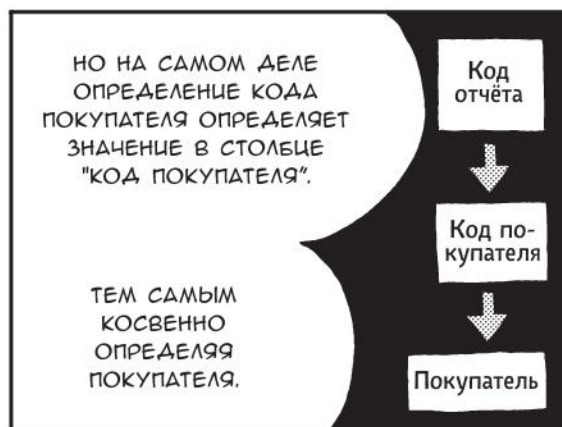 НО НА САМОМ ДЕЛЕ
ОПРЕДЕЛЕНИЕ КОДА
ПОКУПАТЕЛЯ ОПРЕДЕЛЯЕТ
ЗНАЧЕНИЕ В СТОЛБЦЕ
"КОД ПОКУПАТЕЛЯ".
ТЕМ САМЫМ
КОСВЕННО
ОПРЕДЕЛЯЯ
ПОКУПАТЕЛЯ.
Код
отчёта
Код по-
купателя
Покупатель